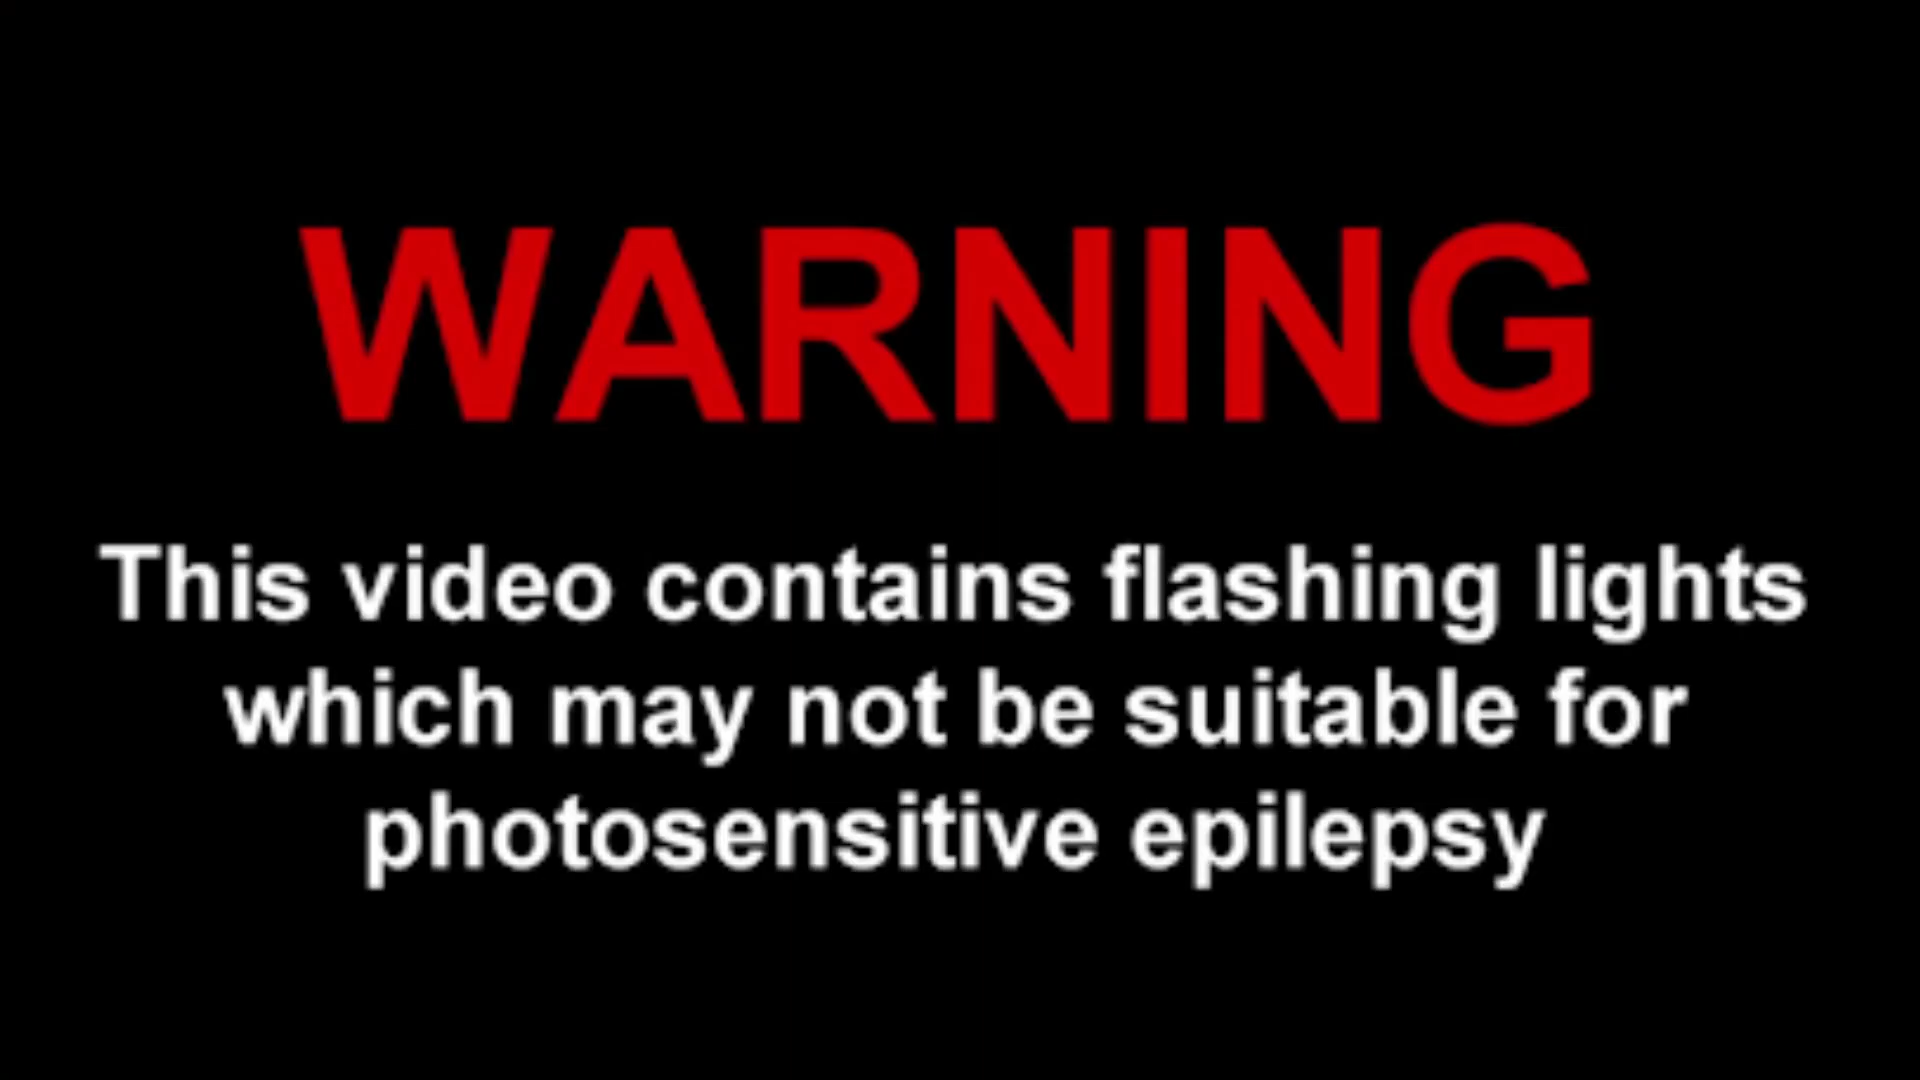 WARNING
This video contains flashing lights
which may not be suitable for
photosensitive epilepsy